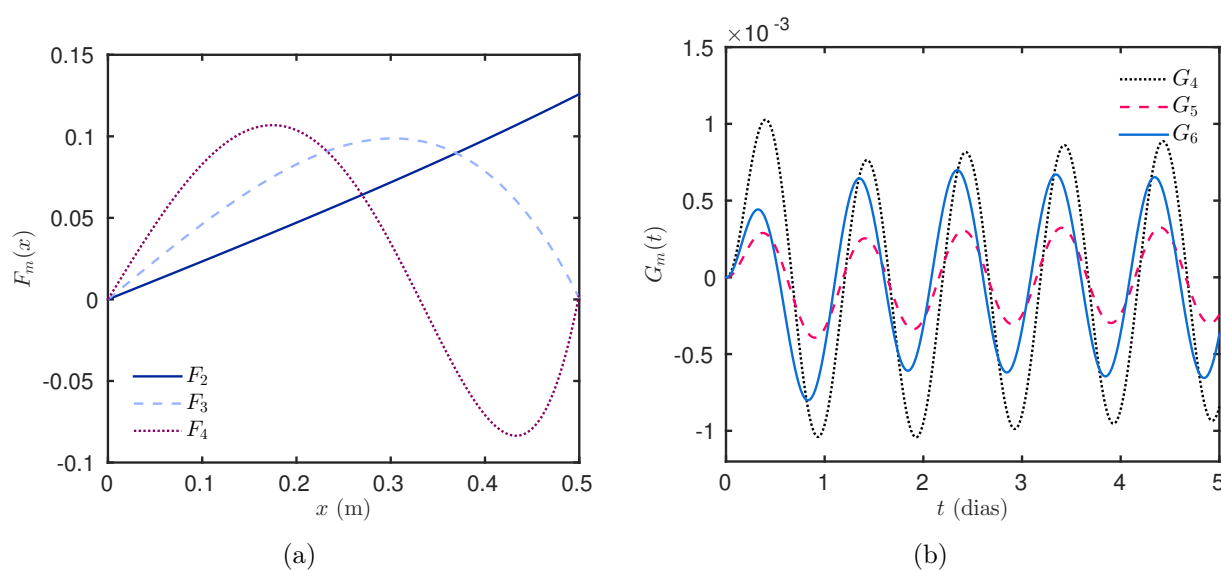 0.15
0.1
0.05
0
-0.05
-0.1
F_m(x)
F_2
F_3
F_4
0 0.1 0.2 0.3 0.4 0.5
x (m)
(a)
×10^-3
1.5
1
0.5
0
-0.5
-1
G_m(t)
G_4
G_5
G_6
0 1 2 3 4 5
t (dias)
(b)